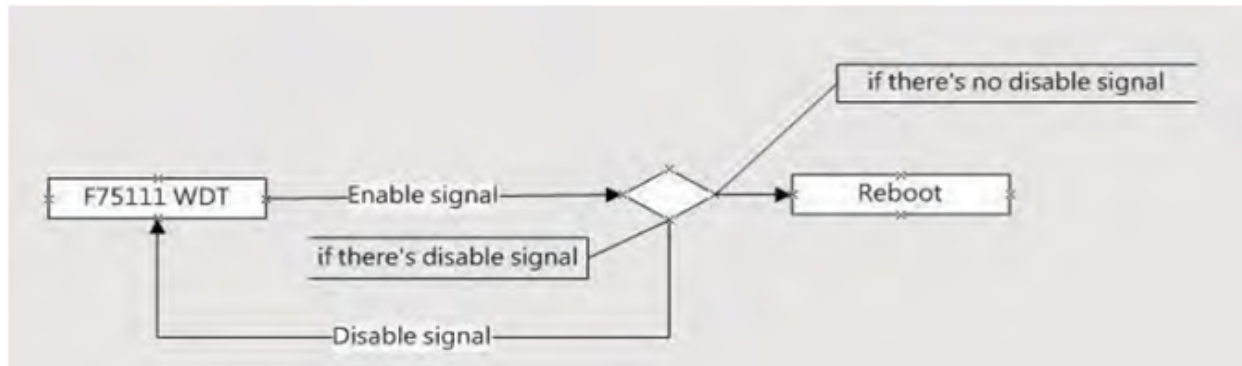 if there's no disable signal
F75111 WDT
Enable signal
Reboot
if there's disable signal
Disable signal